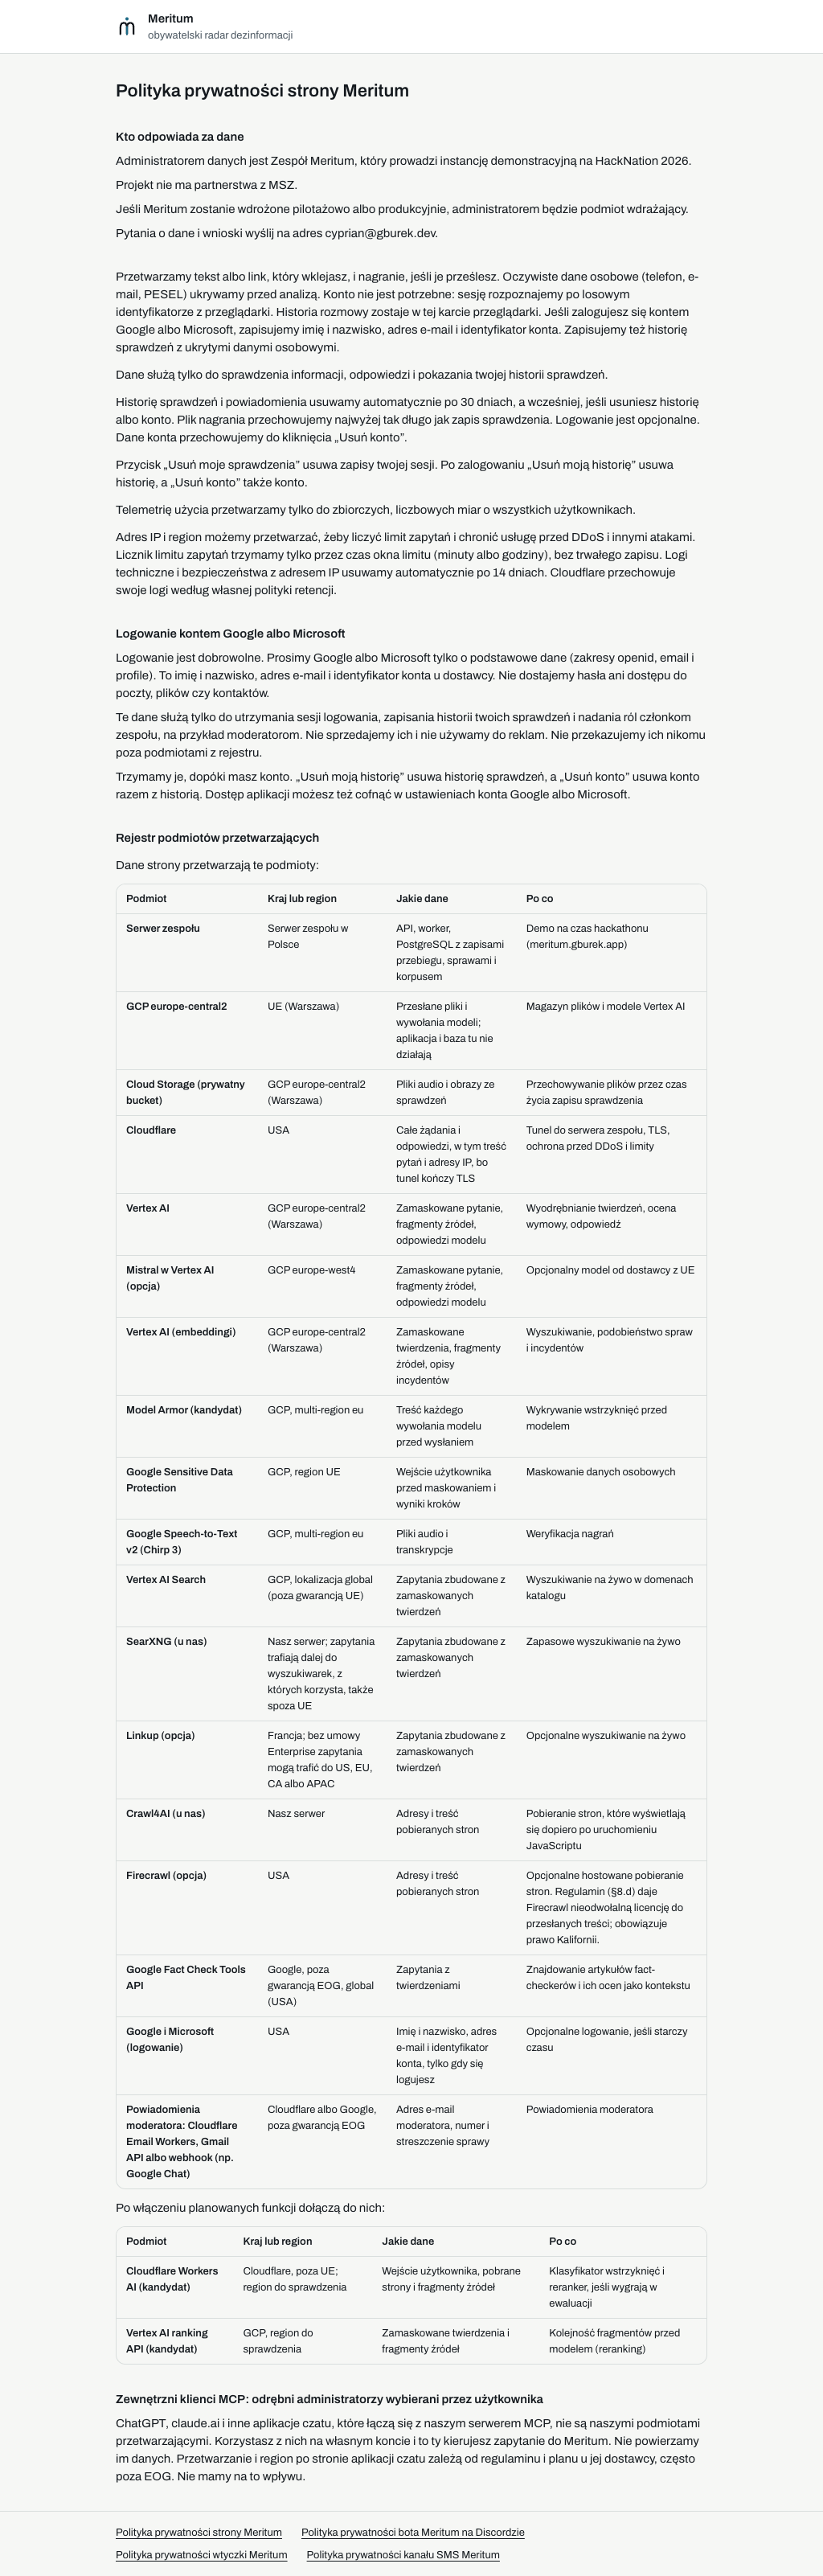 Meritum
obywatelski radar dezinformacji
Polityka prywatności strony Meritum
Kto odpowiada za dane
Administratorem danych jest Zespół Meritum, który prowadzi instancję demonstracyjną na HackNation 2026.
Projekt nie ma partnerstwa z MSZ.
Jeśli Meritum zostanie wdrożone pilotażowo albo produkcyjnie, administratorem będzie podmiot wdrażający.
Pytania o dane i wnioski wyślij na adres cyprian@gburek.dev.
Przetwarzamy tekst albo link, który wklejasz, i nagranie, jeśli je prześlesz. Oczywiste dane osobowe (telefon, e-
mail, PESEL) ukrywamy przed analizą. Konto nie jest potrzebne: sesję rozpoznajemy po losowym
identyfikatorze z przeglądarki. Historia rozmowy zostaje w tej karcie przeglądarki. Jeśli zalogujesz się kontem
Google albo Microsoft, zapisujemy imię i nazwisko, adres e-mail i identyfikator konta. Zapisujemy też historię
sprawdzeń z ukrytymi danymi osobowymi.
Dane służą tylko do sprawdzenia informacji, odpowiedzi i pokazania twojej historii sprawdzeń.
Historię sprawdzeń i powiadomienia usuwamy automatycznie po 30 dniach, a wcześniej, jeśli usuniesz historię
albo konto. Plik nagrania przechowujemy najwyżej tak długo jak zapis sprawdzenia. Logowanie jest opcjonalne.
Dane konta przechowujemy do kliknięcia „Usuń konto”.
Przycisk „Usuń moje sprawdzenia” usuwa zapisy twojej sesji. Po zalogowaniu „Usuń moją historię” usuwa
historię, a „Usuń konto” także konto.
Telemetrię użycia przetwarzamy tylko do zbiorczych, liczbowych miar o wszystkich użytkownikach.
Adres IP i region możemy przetwarzać, żeby liczyć limit zapytań i chronić usługę przed DDoS i innymi atakami.
Licznik limitu zapytań trzymamy tylko przez czas okna limitu (minuty albo godziny), bez trwałego zapisu. Logi
techniczne i bezpieczeństwa z adresem IP usuwamy automatycznie po 14 dniach. Cloudflare przechowuje
swoje logi według własnej polityki retencji.
Logowanie kontem Google albo Microsoft
Logowanie jest dobrowolne. Prosimy Google albo Microsoft tylko o podstawowe dane (zakresy openid, email i
profile). To imię i nazwisko, adres e-mail i identyfikator konta u dostawcy. Nie dostajemy hasła ani dostępu do
poczty, plików czy kontaktów.
Te dane służą tylko do utrzymania sesji logowania, zapisania historii twoich sprawdzeń i nadania ról członkom
zespołu, na przykład moderatorom. Nie sprzedajemy ich i nie używamy do reklam. Nie przekazujemy ich nikomu
poza podmiotami z rejestru.
Trzymamy je, dopóki masz konto. „Usuń moją historię” usuwa historię sprawdzeń, a „Usuń konto” usuwa konto
razem z historią. Dostęp aplikacji możesz też cofnąć w ustawieniach konta Google albo Microsoft.
Rejestr podmiotów przetwarzających
Dane strony przetwarzają te podmioty:
Podmiot Kraj lub region Jakie dane Po co
Serwer zespołu Serwer zespołu w API, worker, Demo na czas hackathonu
Polsce PostgreSQL z zapisami (meritum.gburek.app)
przebiegu, sprawami i
korpusem
GCP europe-central2 UE (Warszawa) Przesłane pliki i Magazyn plików i modele Vertex AI
wywołania modeli;
aplikacja i baza tu nie
działają
Cloud Storage (prywatny GCP europe-central2 Pliki audio i obrazy ze Przechowywanie plików przez czas
bucket) (Warszawa) sprawdzeń życia zapisu sprawdzenia
Cloudflare USA Całe żądania i Tunel do serwera zespołu, TLS,
odpowiedzi, w tym treść ochrona przed DDoS i limity
pytań i adresy IP, bo
tunel kończy TLS
Vertex AI GCP europe-central2 Zamaskowane pytanie, Wyodrębnianie twierdzeń, ocena
(Warszawa) fragmenty źródeł, wymowy, odpowiedź
odpowiedzi modelu
Mistral w Vertex AI GCP europe-west4 Zamaskowane pytanie, Opcjonalny model od dostawcy z UE
(opcja) fragmenty źródeł,
odpowiedzi modelu
Vertex AI (embeddingi) GCP europe-central2 Zamaskowane Wyszukiwanie, podobieństwo spraw
(Warszawa) twierdzenia, fragmenty i incydentów
źródeł, opisy
incydentów
Model Armor (kandydat) GCP, multi-region eu Treść każdego Wykrywanie wstrzyknięć przed
wywołania modelu modelem
przed wysłaniem
Google Sensitive Data GCP, region UE Wejście użytkownika Maskowanie danych osobowych
Protection przed maskowaniem i
wyniki kroków
Google Speech-to-Text GCP, multi-region eu Pliki audio i Weryfikacja nagrań
v2 (Chirp 3) transkrypcje
Vertex AI Search GCP, lokalizacja global Zapytania zbudowane z Wyszukiwanie na żywo w domenach
(poza gwarancją UE) zamaskowanych katalogu
twierdzeń
SearXNG (u nas) Nasz serwer; zapytania Zapytania zbudowane z Zapasowe wyszukiwanie na żywo
trafiają dalej do zamaskowanych
wyszukiwarek, z twierdzeń
których korzysta, także
spoza UE
Linkup (opcja) Francja; bez umowy Zapytania zbudowane z Opcjonalne wyszukiwanie na żywo
Enterprise zapytania zamaskowanych
mogą trafić do US, EU, twierdzeń
CA albo APAC
Crawl4AI (u nas) Nasz serwer Adresy i treść Pobieranie stron, które wyświetlają
pobieranych stron się dopiero po uruchomieniu
JavaScriptu
Firecrawl (opcja) USA Adresy i treść Opcjonalne hostowane pobieranie
pobieranych stron stron. Regulamin (§8.d) daje
Firecrawl nieodwołalną licencję do
przesłanych treści; obowiązuje
prawo Kalifornii.
Google Fact Check Tools Google, poza Zapytania z Znajdowanie artykułów fact-
API gwarancją EOG, global twierdzeniami checkerów i ich ocen jako kontekstu
(USA)
Google i Microsoft USA Imię i nazwisko, adres Opcjonalne logowanie, jeśli starczy
(logowanie) e-mail i identyfikator czasu
konta, tylko gdy się
logujesz
Powiadomienia Cloudflare albo Google, Adres e-mail Powiadomienia moderatora
moderatora: Cloudflare poza gwarancją EOG moderatora, numer i
Email Workers, Gmail streszczenie sprawy
API albo webhook (np.
Google Chat)
Po włączeniu planowanych funkcji dołączą do nich:
Podmiot Kraj lub region Jakie dane Po co
Cloudflare Workers Cloudflare, poza UE; Wejście użytkownika, pobrane Klasyfikator wstrzyknięć i
AI (kandydat) region do sprawdzenia strony i fragmenty źródeł reranker, jeśli wygrają w
ewaluacji
Vertex AI ranking GCP, region do Zamaskowane twierdzenia i Kolejność fragmentów przed
API (kandydat) sprawdzenia fragmenty źródeł modelem (reranking)
Zewnętrzni klienci MCP: odrębni administratorzy wybierani przez użytkownika
ChatGPT, claude.ai i inne aplikacje czatu, które łączą się z naszym serwerem MCP, nie są naszymi podmiotami
przetwarzającymi. Korzystasz z nich na własnym koncie i to ty kierujesz zapytanie do Meritum. Nie powierzamy
im danych. Przetwarzanie i region po stronie aplikacji czatu zależą od regulaminu i planu u jej dostawcy, często
poza EOG. Nie mamy na to wpływu.
Polityka prywatności strony Meritum Polityka prywatności bota Meritum na Discordzie
Polityka prywatności wtyczki Meritum Polityka prywatności kanału SMS Meritum